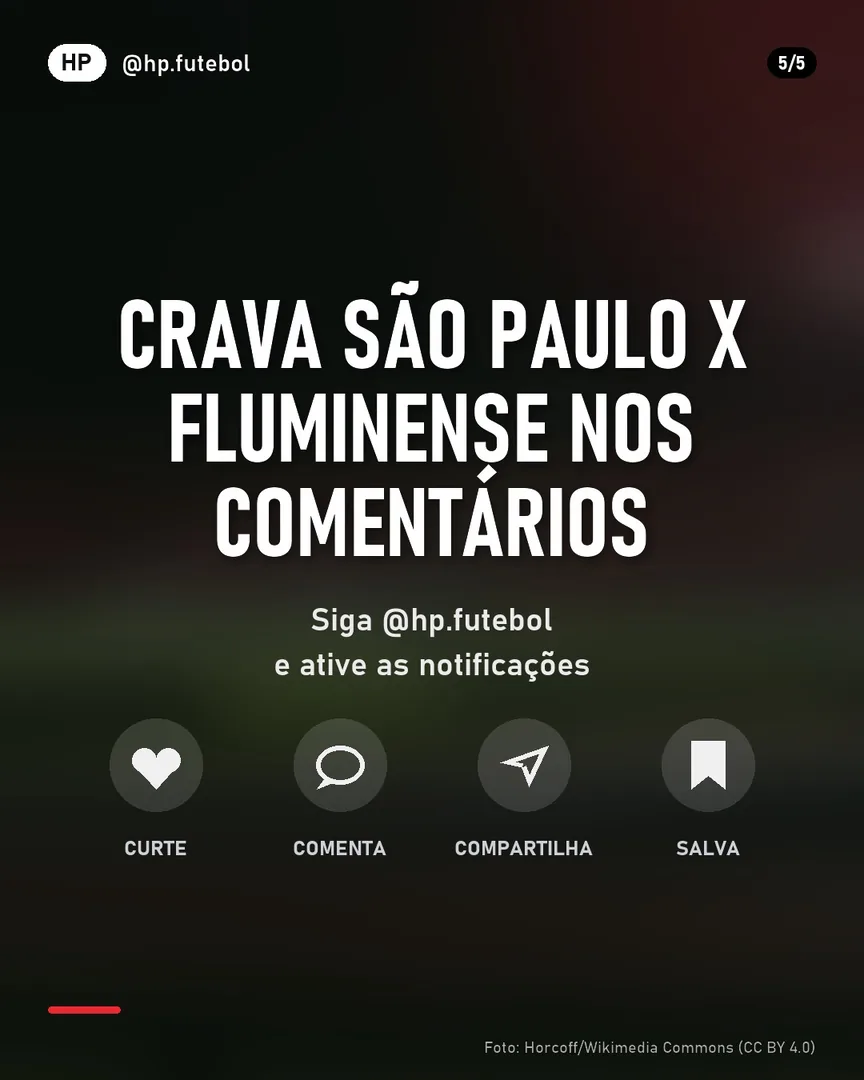 HP @hp.futebol 5/5
CRAVA SÃO PAULO X
FLUMINENSE NOS
COMENTÁRIOS
Siga @hp.futebol
e ative as notificações
CURTE COMENTA COMPARTILHA SALVA
Foto: Horcoff/Wikimedia Commons (CC BY 4.0)